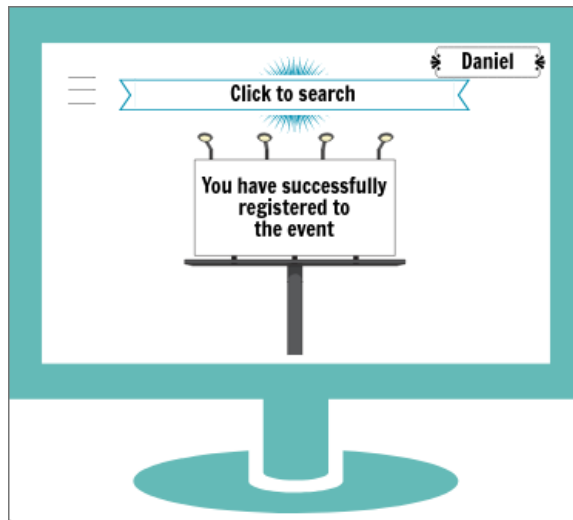 Daniel
Click to search
You have successfully
registered to
the event